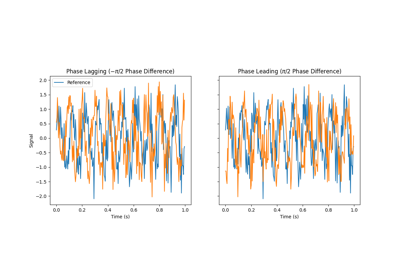 Phase Lagging (−π/2 Phase Difference)
Phase Leading (π/2 Phase Difference)
Reference
Signal
2.0
1.5
1.0
0.5
0.0
−0.5
−1.0
−1.5
−2.0
0.0 0.2 0.4 0.6 0.8 1.0
0.0 0.2 0.4 0.6 0.8 1.0
Time (s)
Time (s)